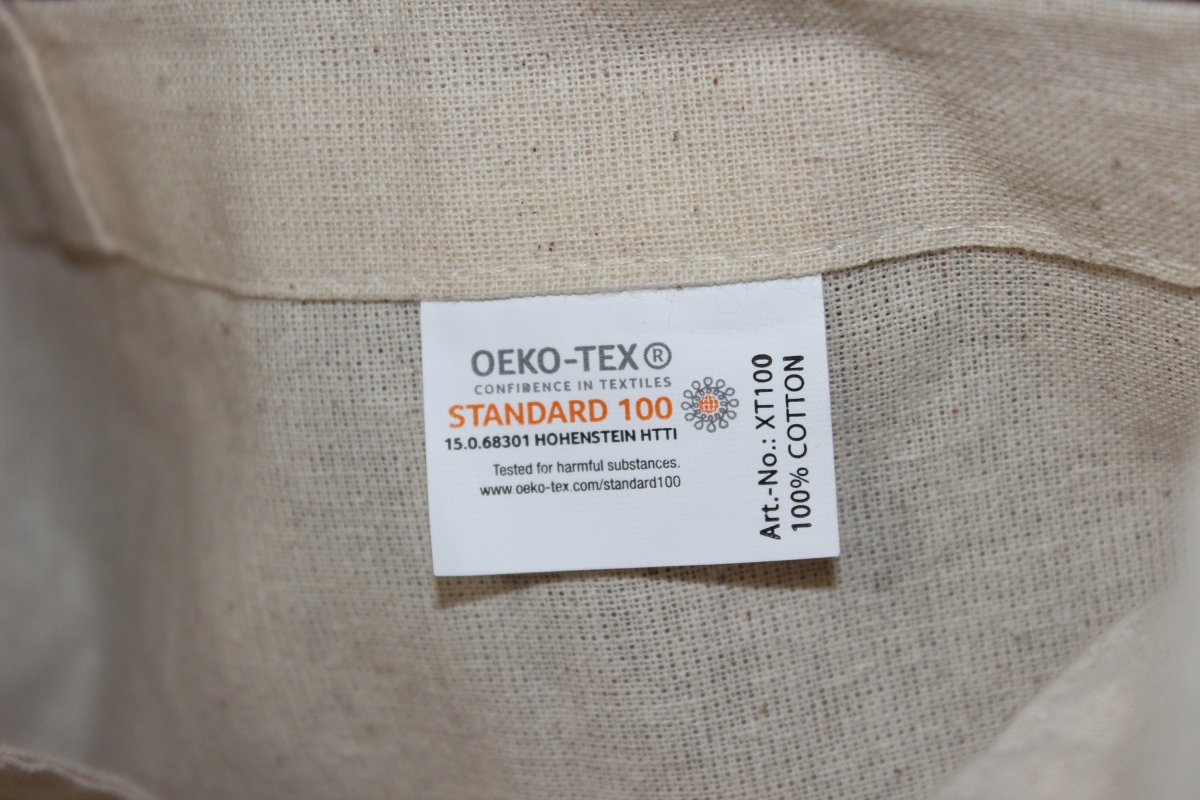 OEKO-TEX®
CONFIDENCE IN TEXTILES
STANDARD 100
15.0.68301 HOHENSTEIN HTTI
Tested for harmful substances.
www.oeko-tex.com/standard100
Art.-No.: XT100
100% COTTON